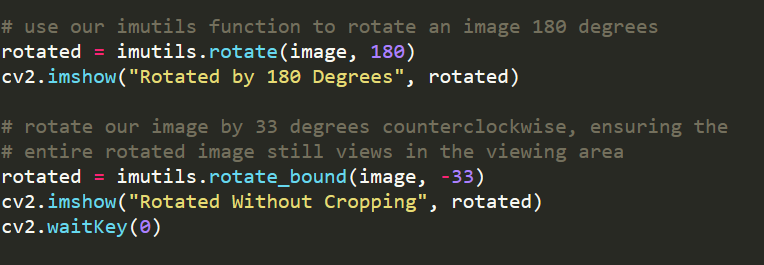 # use our imutils function to rotate an image 180 degrees
rotated = imutils.rotate(image, 180)
cv2.imshow("Rotated by 180 Degrees", rotated)
# rotate our image by 33 degrees counterclockwise, ensuring the
# entire rotated image still views in the viewing area
rotated = imutils.rotate_bound(image, -33)
cv2.imshow("Rotated Without Cropping", rotated)
cv2.waitKey(0)